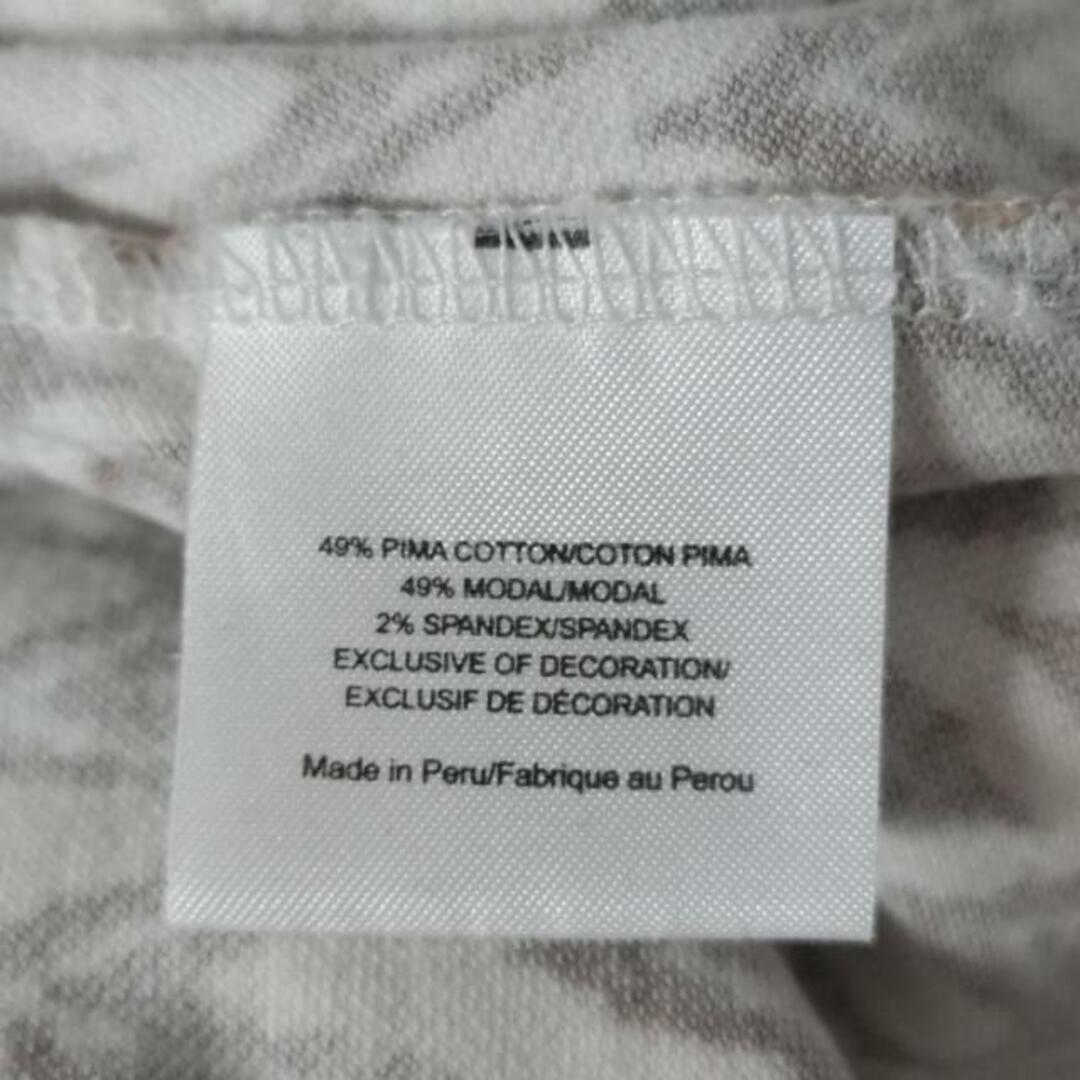 49% PIMA COTTON/COTON PIMA
49% MODAL/MODAL
2% SPANDEX/SPANDEX
EXCLUSIVE OF DECORATION/
EXCLUSIF DE DÉCORATION
Made in Peru/Fabrique au Perou